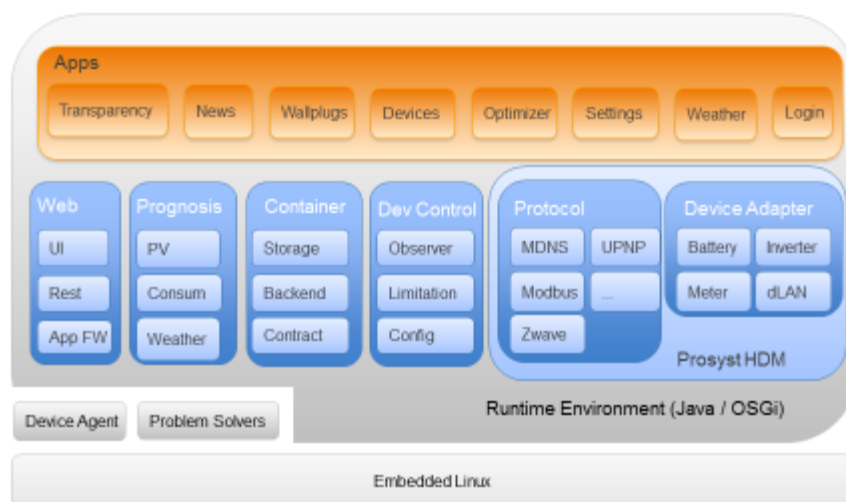 Apps
Transparency News Wallplugs Devices Optimizer Settings Weather Login
Web Prognosis Container Dev Control Protocol Device Adapter
UI PV Storage Observer MDNS UPNP Battery Inverter
Rest Consum Backend Limitation Modbus ... Meter dLAN
App FW Weather Contract Config Zwave
Prosyst HDM
Runtime Environment (Java / OSGi)
Device Agent Problem Solvers
Embedded Linux